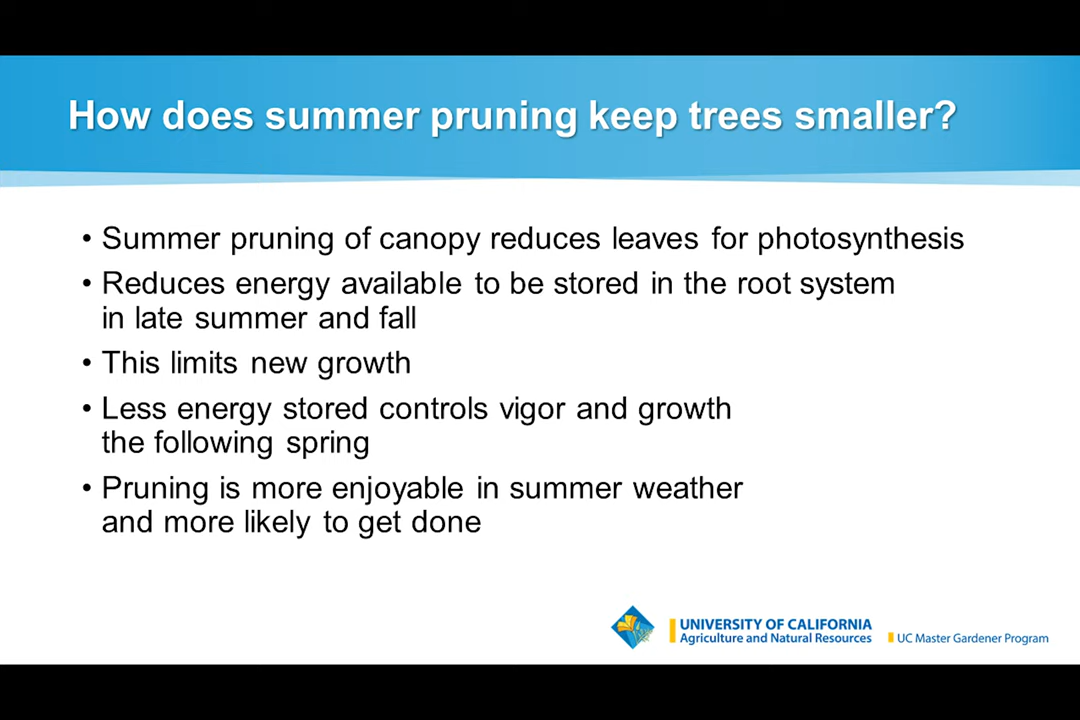 How does summer pruning keep trees smaller?
• Summer pruning of canopy reduces leaves for photosynthesis
• Reduces energy available to be stored in the root system
in late summer and fall
• This limits new growth
• Less energy stored controls vigor and growth
the following spring
• Pruning is more enjoyable in summer weather
and more likely to get done
UNIVERSITY OF CALIFORNIA
Agriculture and Natural Resources
UC Master Gardener Program